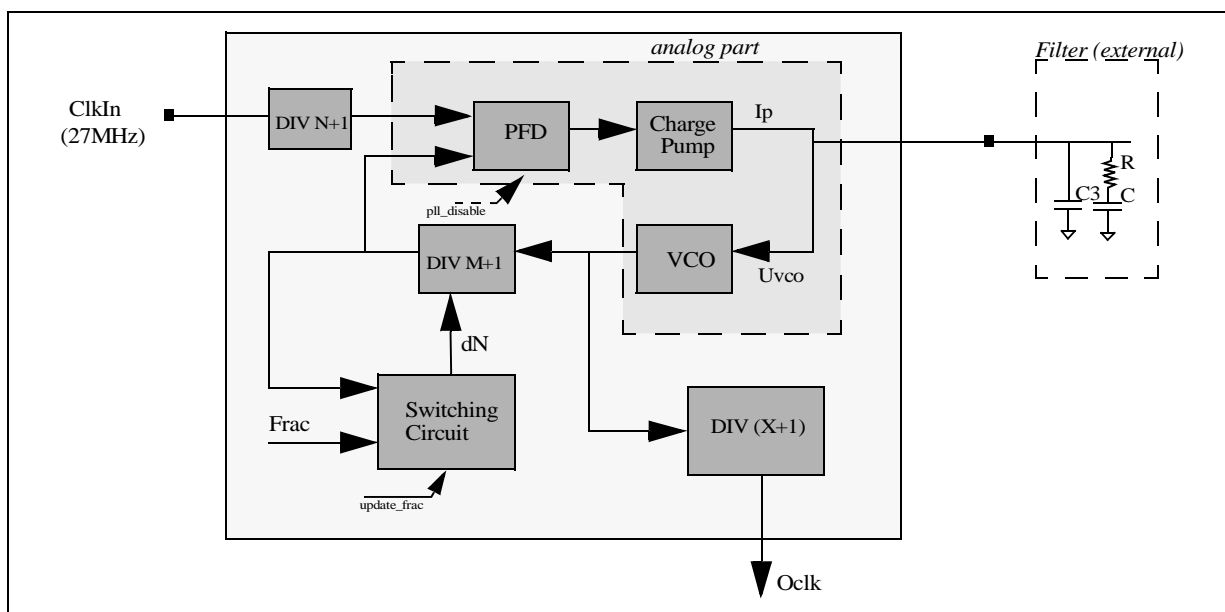 analog part
Filter (external)
ClkIn
(27MHz)
DIV N+1
PFD
Charge
Pump
Ip
R
C3
C
pll_disable
DIV M+1
VCO
Uvco
dN
Switching
Circuit
Frac
DIV (X+1)
update_frac
Oclk